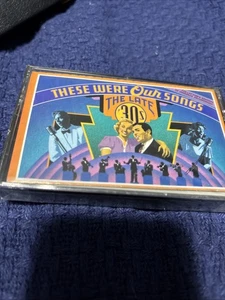 THESE WERE Our SONGS
THE LATE
'30s